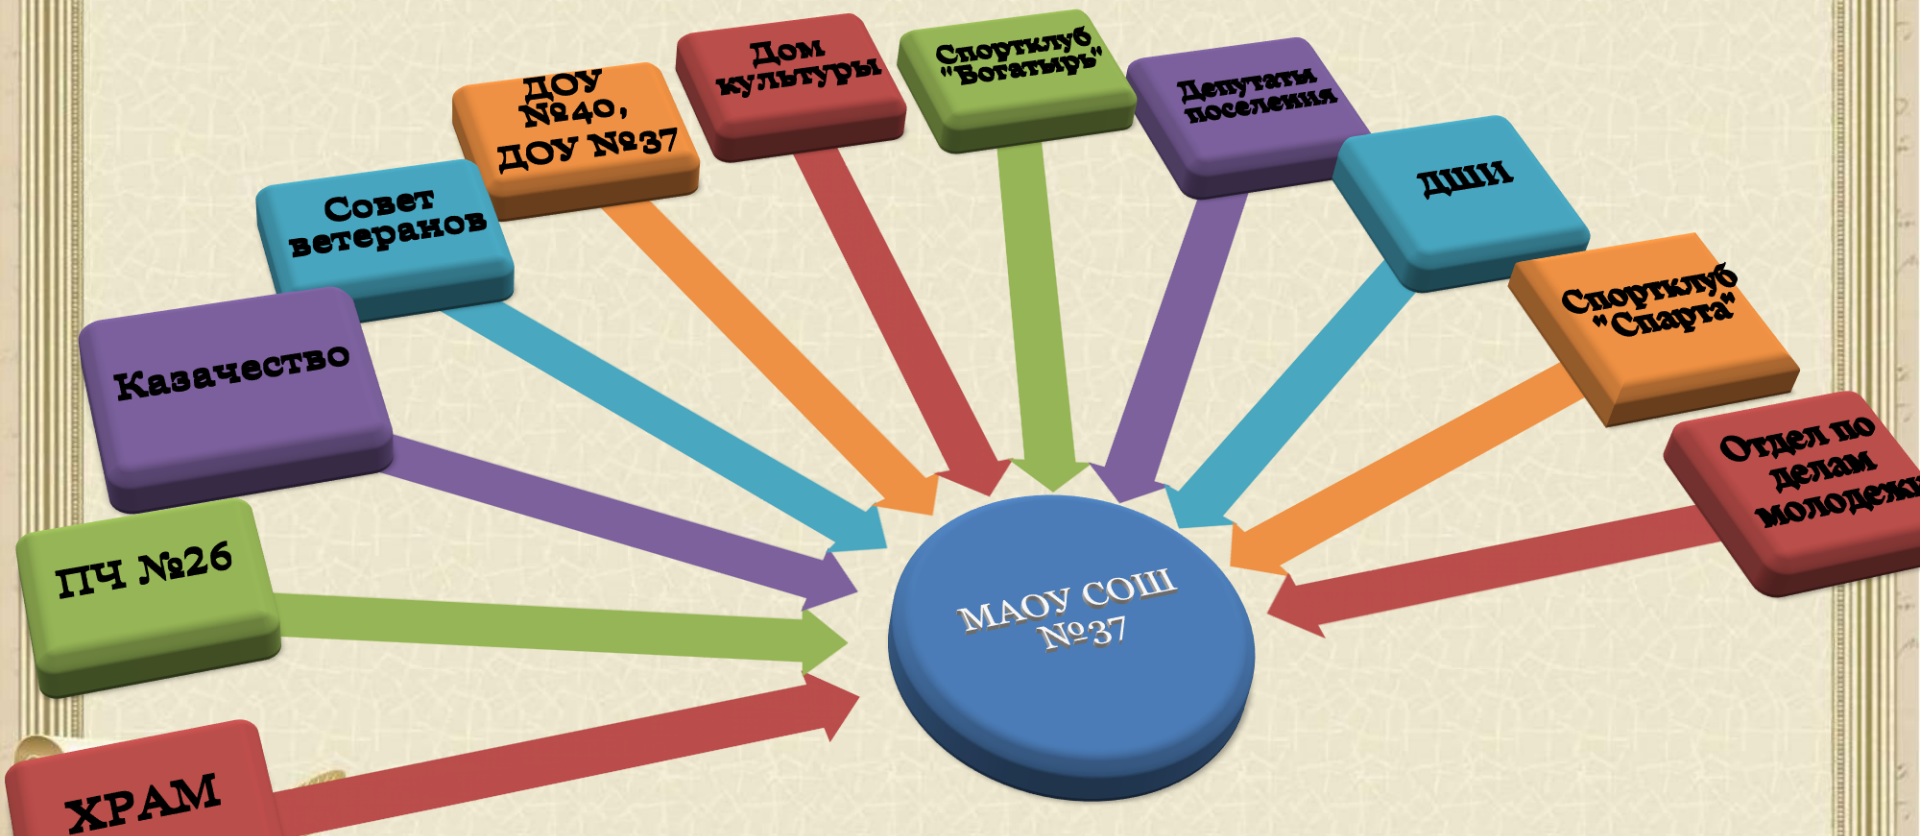 Дом
культуры
Спортклуб
"Богатырь"
ДОУ
№40,
ДОУ №37
Депутаты
поселения
Совет
ветеранов
ДШИ
Казачество
Спортклуб
"Спарта"
Отдел по
делам
молодежи
ПЧ №26
МАОУ СОШ
№37
ХРАМ